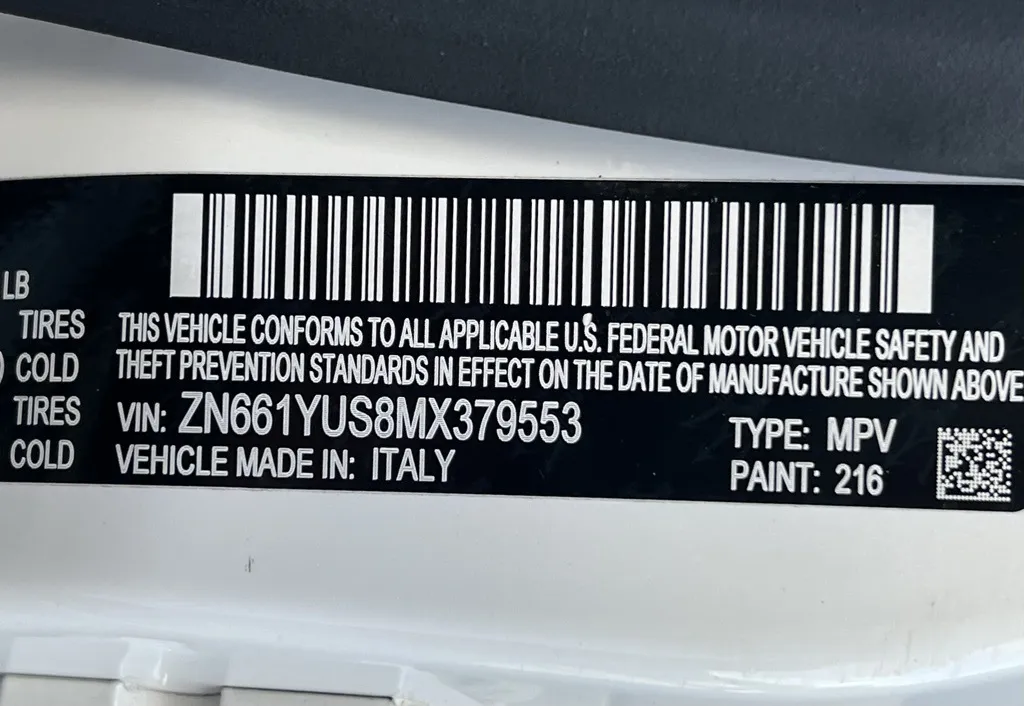 LB
TIRES
THIS VEHICLE CONFORMS TO ALL APPLICABLE U.S. FEDERAL MOTOR VEHICLE SAFETY AND
) COLD
THEFT PREVENTION STANDARDS IN EFFECT ON THE DATE OF MANUFACTURE SHOWN ABOVE
TIRES
VIN: ZN661YUS8MX379553
TYPE: MPV
COLD
VEHICLE MADE IN: ITALY
PAINT: 216